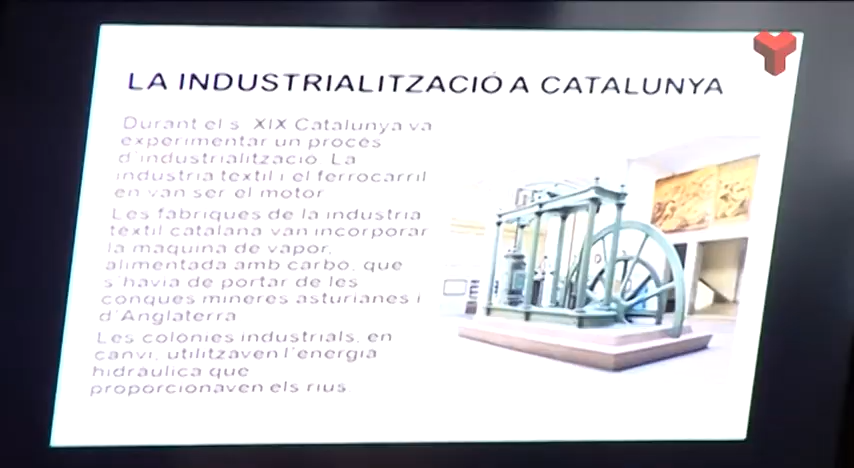 LA INDUSTRIALITZACIÓ A CATALUNYA
Durant el s. XIX Catalunya va
experimentar un procés
d'industrialització. La
industria tèxtil i el ferrocarril
en van ser el motor
Les fàbriques de la industria
tèxtil catalana van incorporar
la maquina de vapor,
alimentada amb carbó, que
s'havia de portar de les
conques mineres asturianes i
d'Anglaterra
Les colònies industrials, en
canvi, utilitzaven l'energia
hidràulica que
proporcionaven els rius